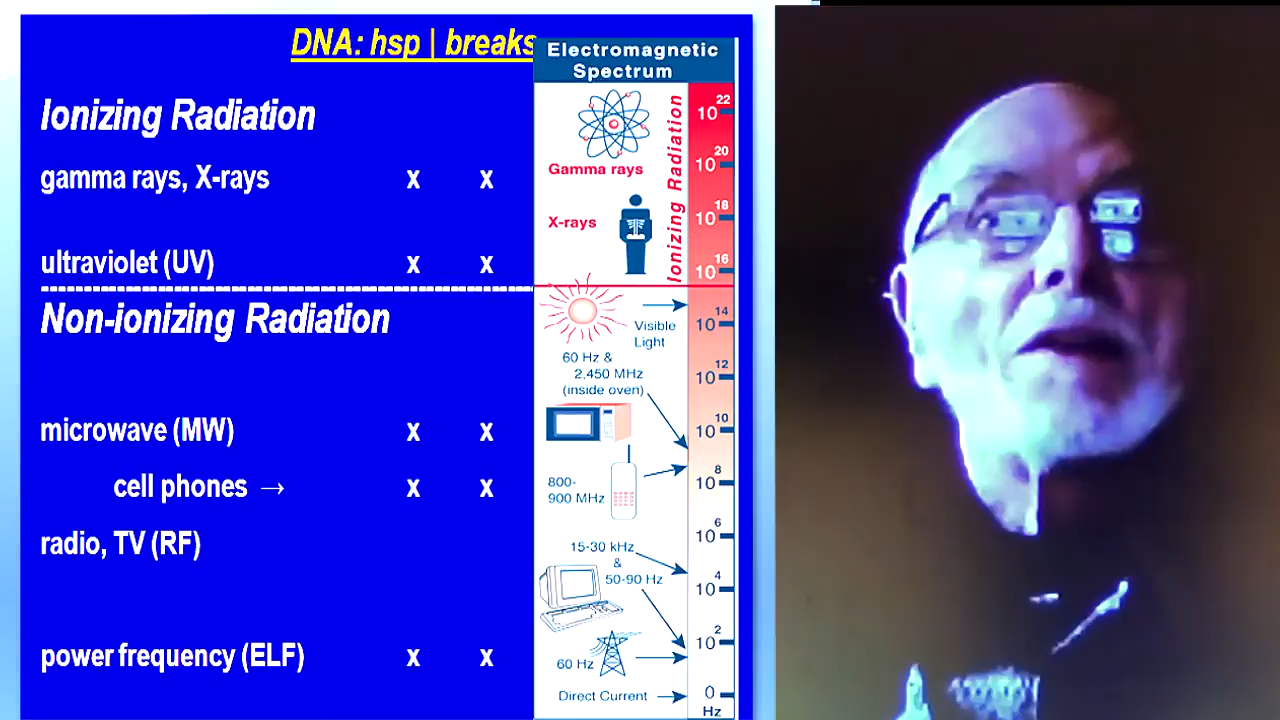 DNA: hsp | breaks
Ionizing Radiation
gamma rays, X-rays x x
ultraviolet (UV) x x
Non-ionizing Radiation
microwave (MW) x x
cell phones → x x
radio, TV (RF)
power frequency (ELF) x x
Electromagnetic
Spectrum
Ionizing Radiation
Gamma rays
X-rays
Visible
Light
60 Hz &
2,450 MHz
(inside oven)
800-
900 MHz
15-30 kHz
&
50-90 Hz
60 Hz
Direct Current
10 22
10 20
10 18
10 16
10 14
10 12
10 10
10 8
10 6
10 4
10 2
0
Hz